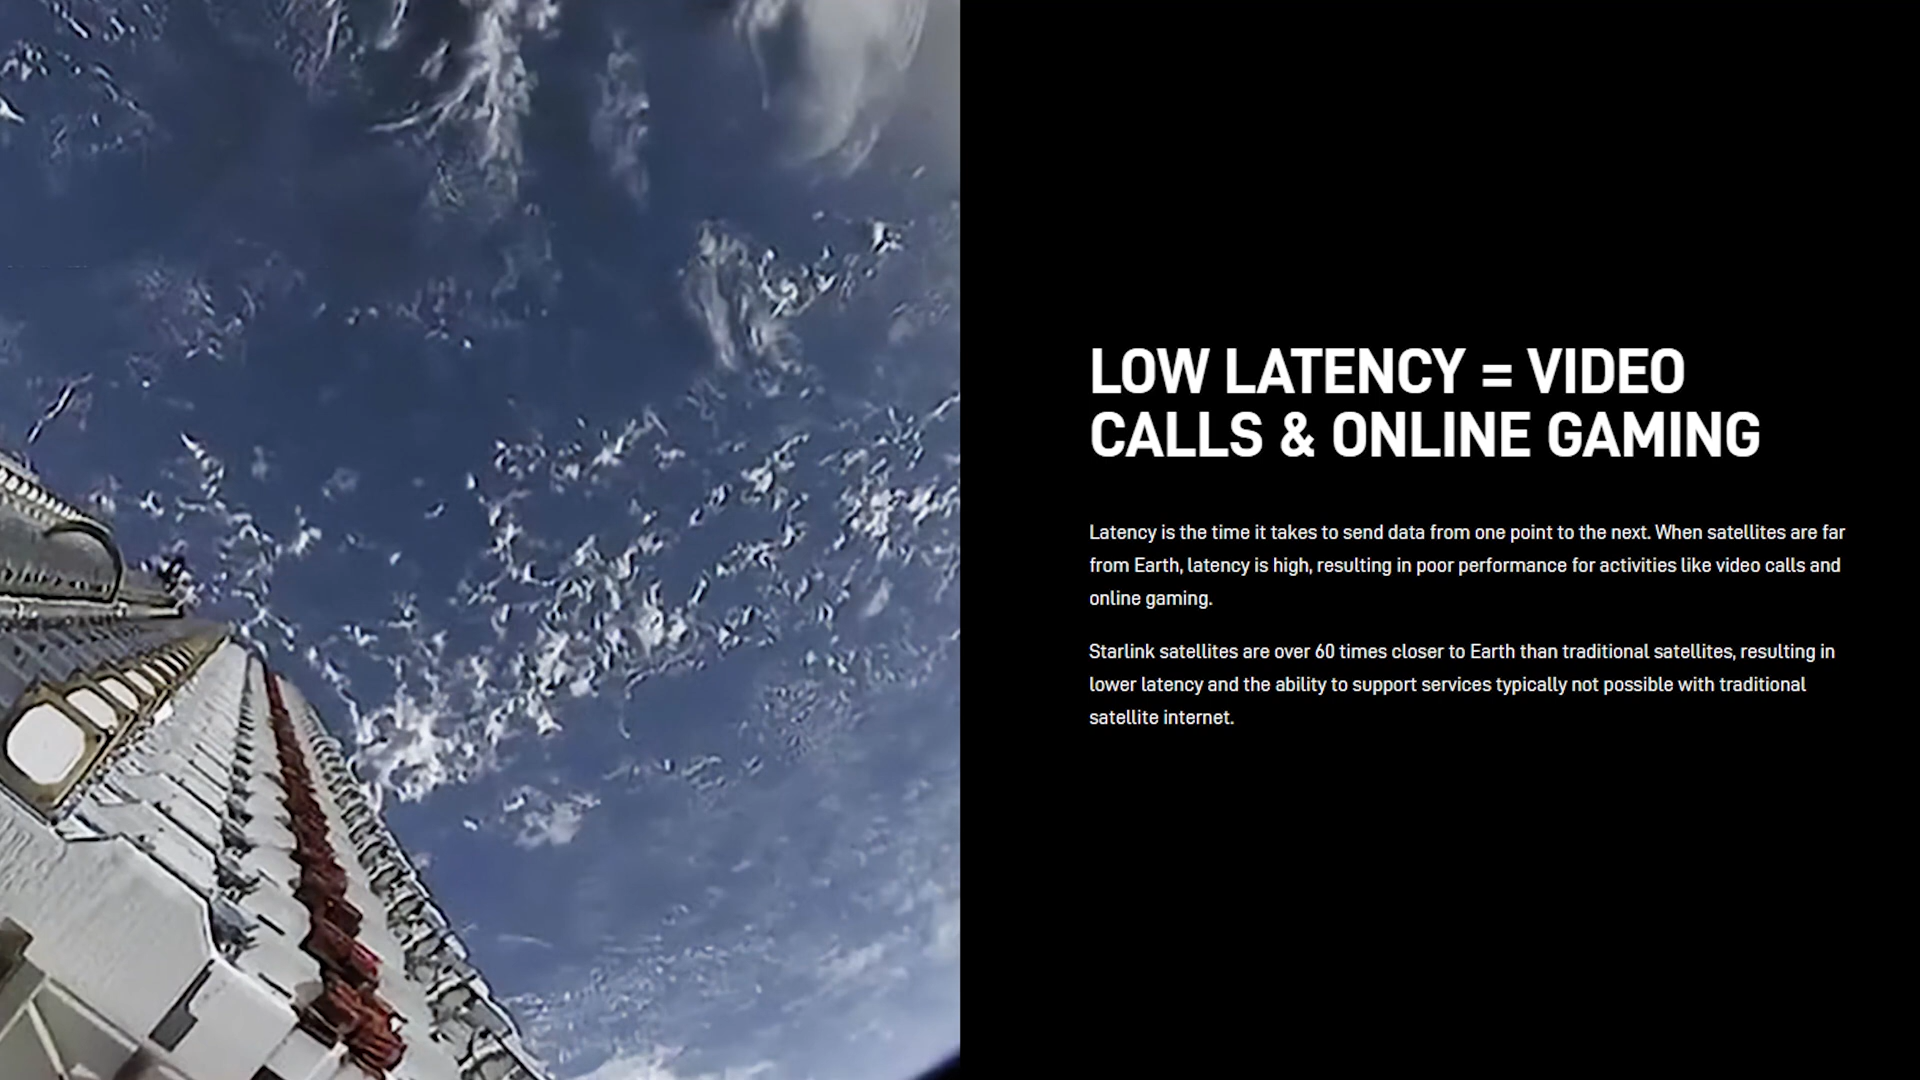 LOW LATENCY = VIDEO
CALLS & ONLINE GAMING
Latency is the time it takes to send data from one point to the next. When satellites are far
from Earth, latency is high, resulting in poor performance for activities like video calls and
online gaming.
Starlink satellites are over 60 times closer to Earth than traditional satellites, resulting in
lower latency and the ability to support services typically not possible with traditional
satellite internet.